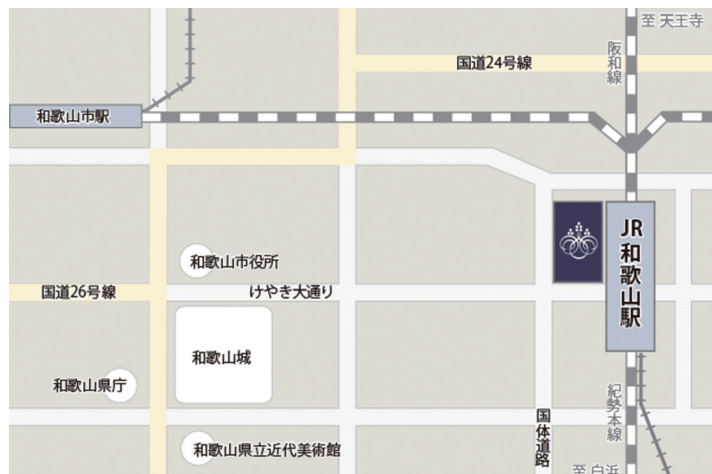 至 天王寺
阪和線
国道24号線
和歌山市駅
JR和歌山駅
和歌山市役所
国道26号線
けやき大通り
和歌山城
和歌山県庁
紀勢本線
国体道路
和歌山県立近代美術館
至 白浜